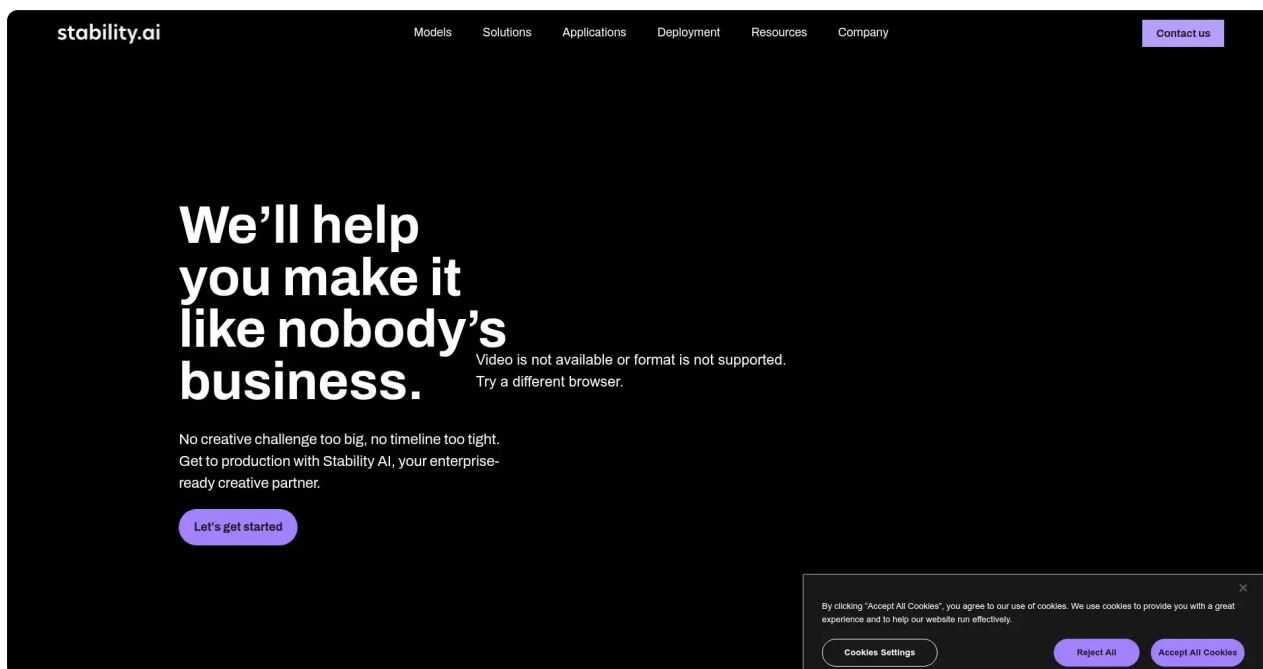 stability.ai
Models Solutions Applications Deployment Resources Company
Contact us
We’ll help
you make it
like nobody’s
business.
Video is not available or format is not supported.
Try a different browser.
No creative challenge too big, no timeline too tight.
Get to production with Stability AI, your enterprise-
ready creative partner.
Let's get started
By clicking “Accept All Cookies”, you agree to our use of cookies. We use cookies to provide you with a great
experience and to help our website run effectively.
Cookies Settings
Reject All
Accept All Cookies